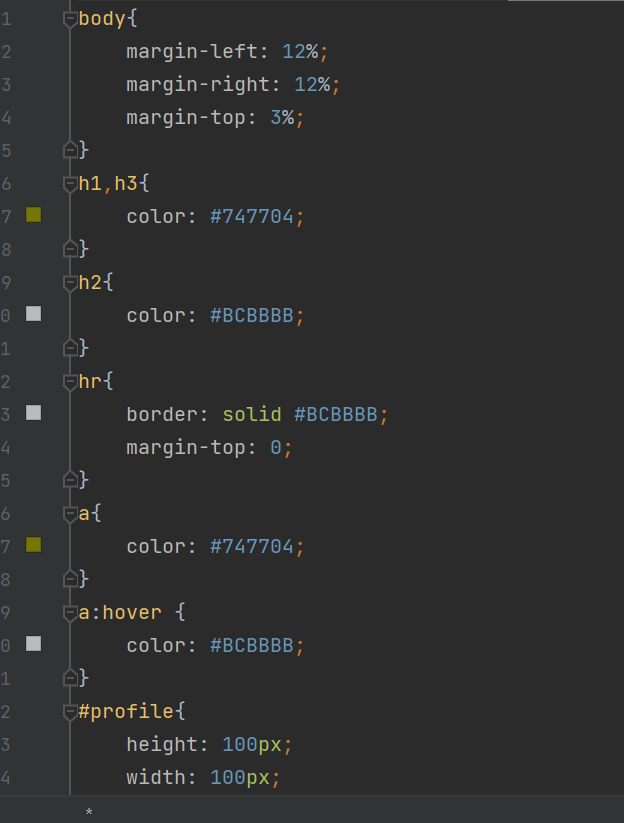 1 body{
2 margin-left: 12%;
3 margin-right: 12%;
4 margin-top: 3%;
5 }
6 h1,h3{
7 color: #747704;
8 }
9 h2{
0 color: #BCBBBB;
1 }
2 hr{
3 border: solid #BCBBBB;
4 margin-top: 0;
5 }
6 a{
7 color: #747704;
8 }
9 a:hover {
0 color: #BCBBBB;
1 }
2 #profile{
3 height: 100px;
4 width: 100px;
*